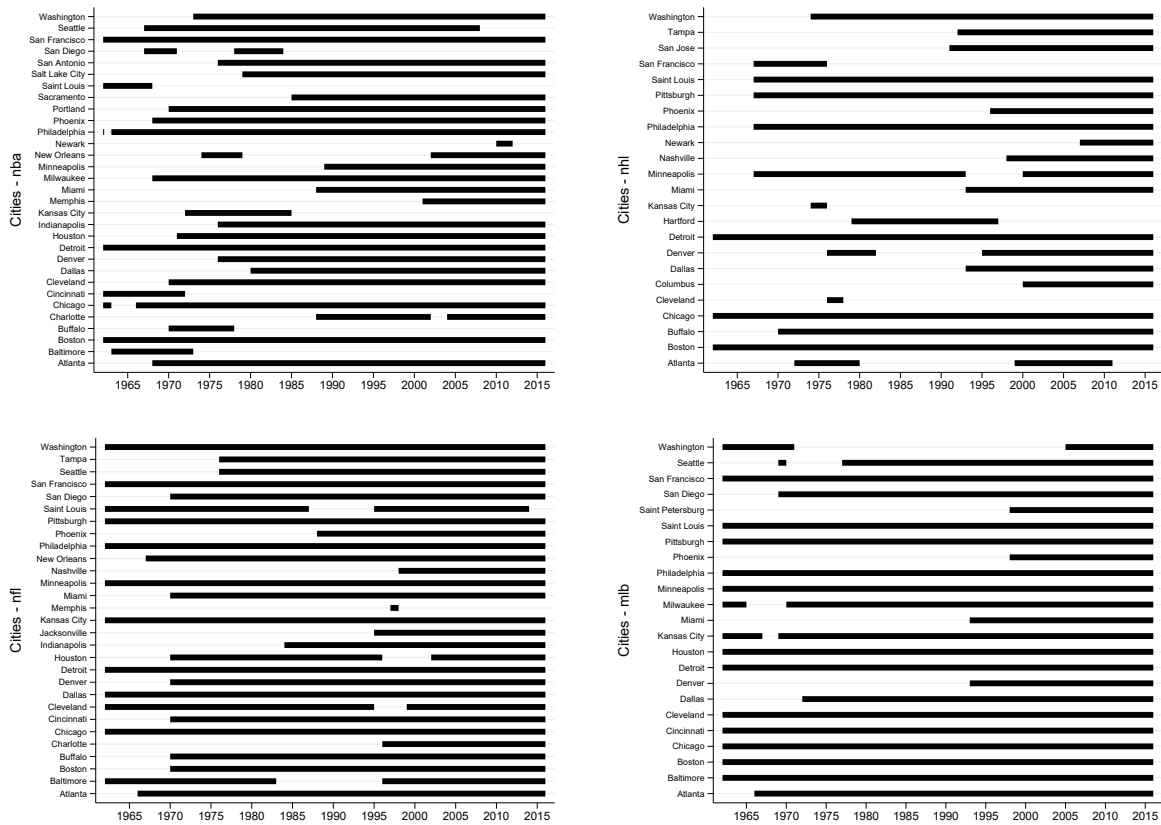 Cities - nba
Washington
Seattle
San Francisco
San Diego
San Antonio
Salt Lake City
Saint Louis
Sacramento
Portland
Phoenix
Philadelphia
Newark
New Orleans
Minneapolis
Milwaukee
Miami
Memphis
Kansas City
Indianapolis
Houston
Detroit
Denver
Dallas
Cleveland
Cincinnati
Chicago
Charlotte
Buffalo
Boston
Baltimore
Atlanta
1965 1970 1975 1980 1985 1990 1995 2000 2005 2010 2015
Cities - nhl
Washington
Tampa
San Jose
San Francisco
Saint Louis
Pittsburgh
Phoenix
Philadelphia
Newark
Nashville
Minneapolis
Miami
Kansas City
Hartford
Detroit
Denver
Dallas
Columbus
Cleveland
Chicago
Buffalo
Boston
Atlanta
1965 1970 1975 1980 1985 1990 1995 2000 2005 2010 2015
Cities - nfl
Washington
Tampa
Seattle
San Francisco
San Diego
Saint Louis
Pittsburgh
Phoenix
Philadelphia
New Orleans
Nashville
Minneapolis
Miami
Memphis
Kansas City
Jacksonville
Indianapolis
Houston
Detroit
Denver
Dallas
Cleveland
Cincinnati
Chicago
Charlotte
Buffalo
Boston
Baltimore
Atlanta
1965 1970 1975 1980 1985 1990 1995 2000 2005 2010 2015
Cities - mlb
Washington
Seattle
San Francisco
San Diego
Saint Petersburg
Saint Louis
Pittsburgh
Phoenix
Philadelphia
Minneapolis
Milwaukee
Miami
Kansas City
Houston
Detroit
Denver
Dallas
Cleveland
Cincinnati
Chicago
Boston
Baltimore
Atlanta
1965 1970 1975 1981 1985 1990 1995 2000 2005 2010 2015